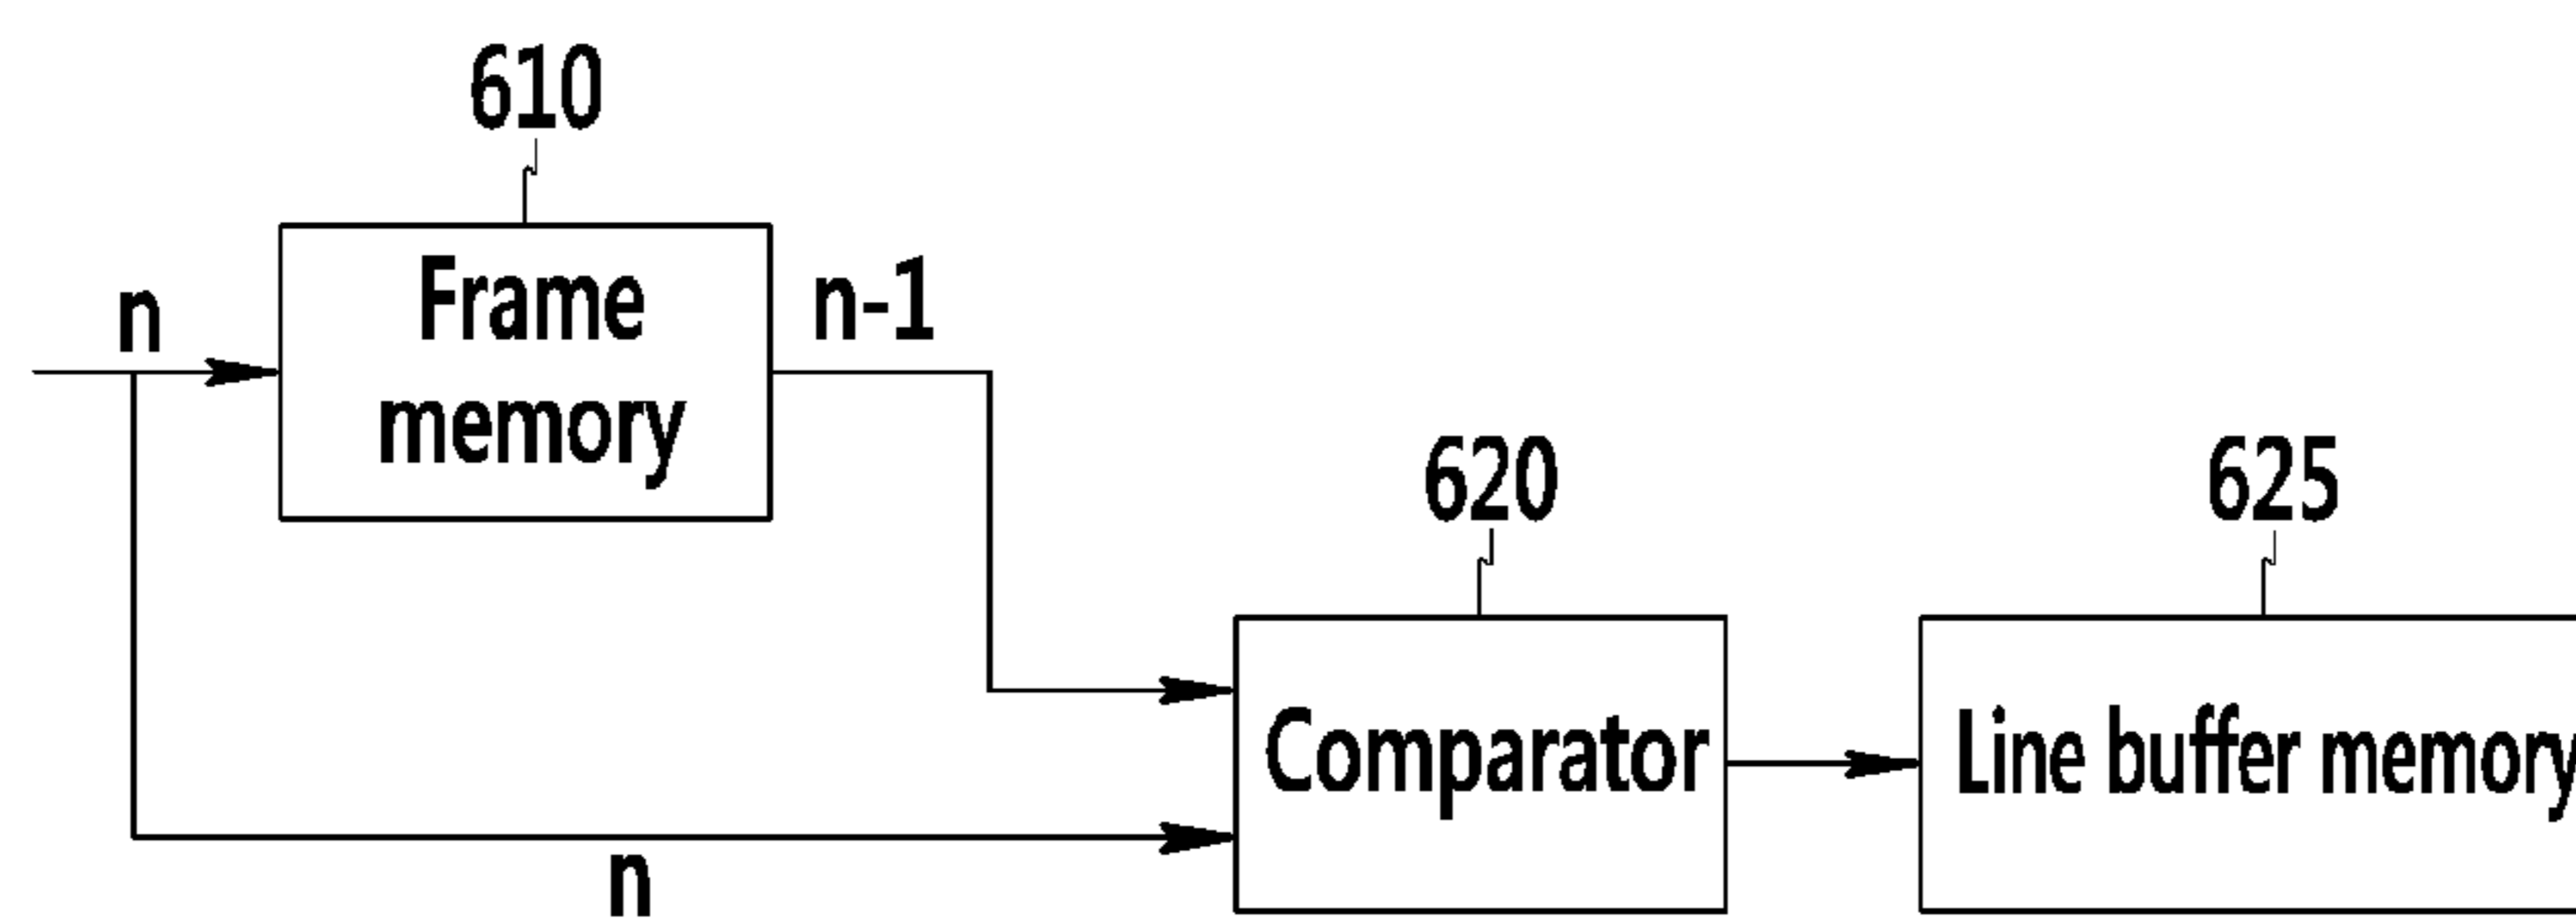 610
n
Frame
memory
n-1
620
625
Comparator
Line buffer memory
n